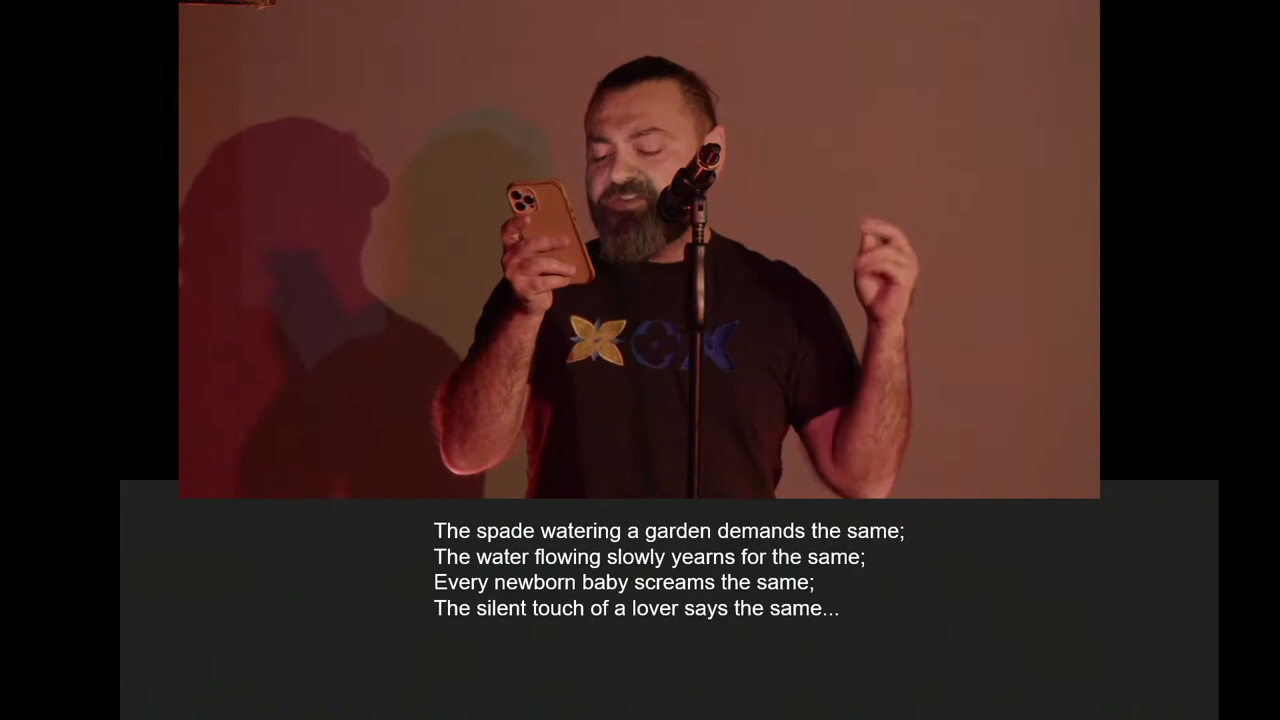 The spade watering a garden demands the same;
The water flowing slowly yearns for the same;
Every newborn baby screams the same;
The silent touch of a lover says the same...